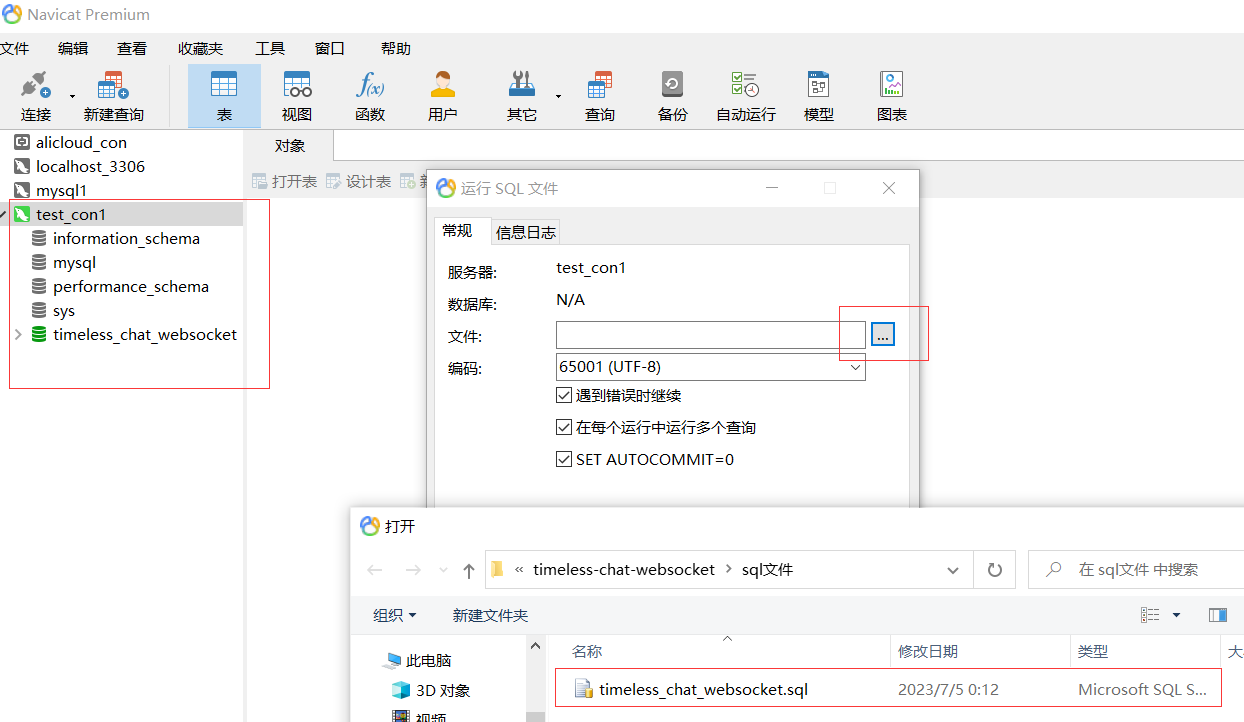 Navicat Premium
文件 编辑 查看 收藏夹 工具 窗口 帮助
连接 新建查询 表 视图 函数 用户 其它 查询 备份 自动运行 模型 图表
alicloud_con
localhost_3306
mysql1
test_con1
information_schema
mysql
performance_schema
sys
timeless_chat_websocket
对象
打开表 设计表
运行 SQL 文件
常规 信息日志
服务器: test_con1
数据库: N/A
文件: ...
编码: 65001 (UTF-8)
遇到错误时继续
在每个运行中运行多个查询
SET AUTOCOMMIT=0
打开
« timeless-chat-websocket › sql文件
在 sql文件 中搜索
组织 新建文件夹
此电脑
3D 对象
视频
名称 修改日期 类型 大
timeless_chat_websocket.sql 2023/7/5 0:12 Microsoft SQL S...